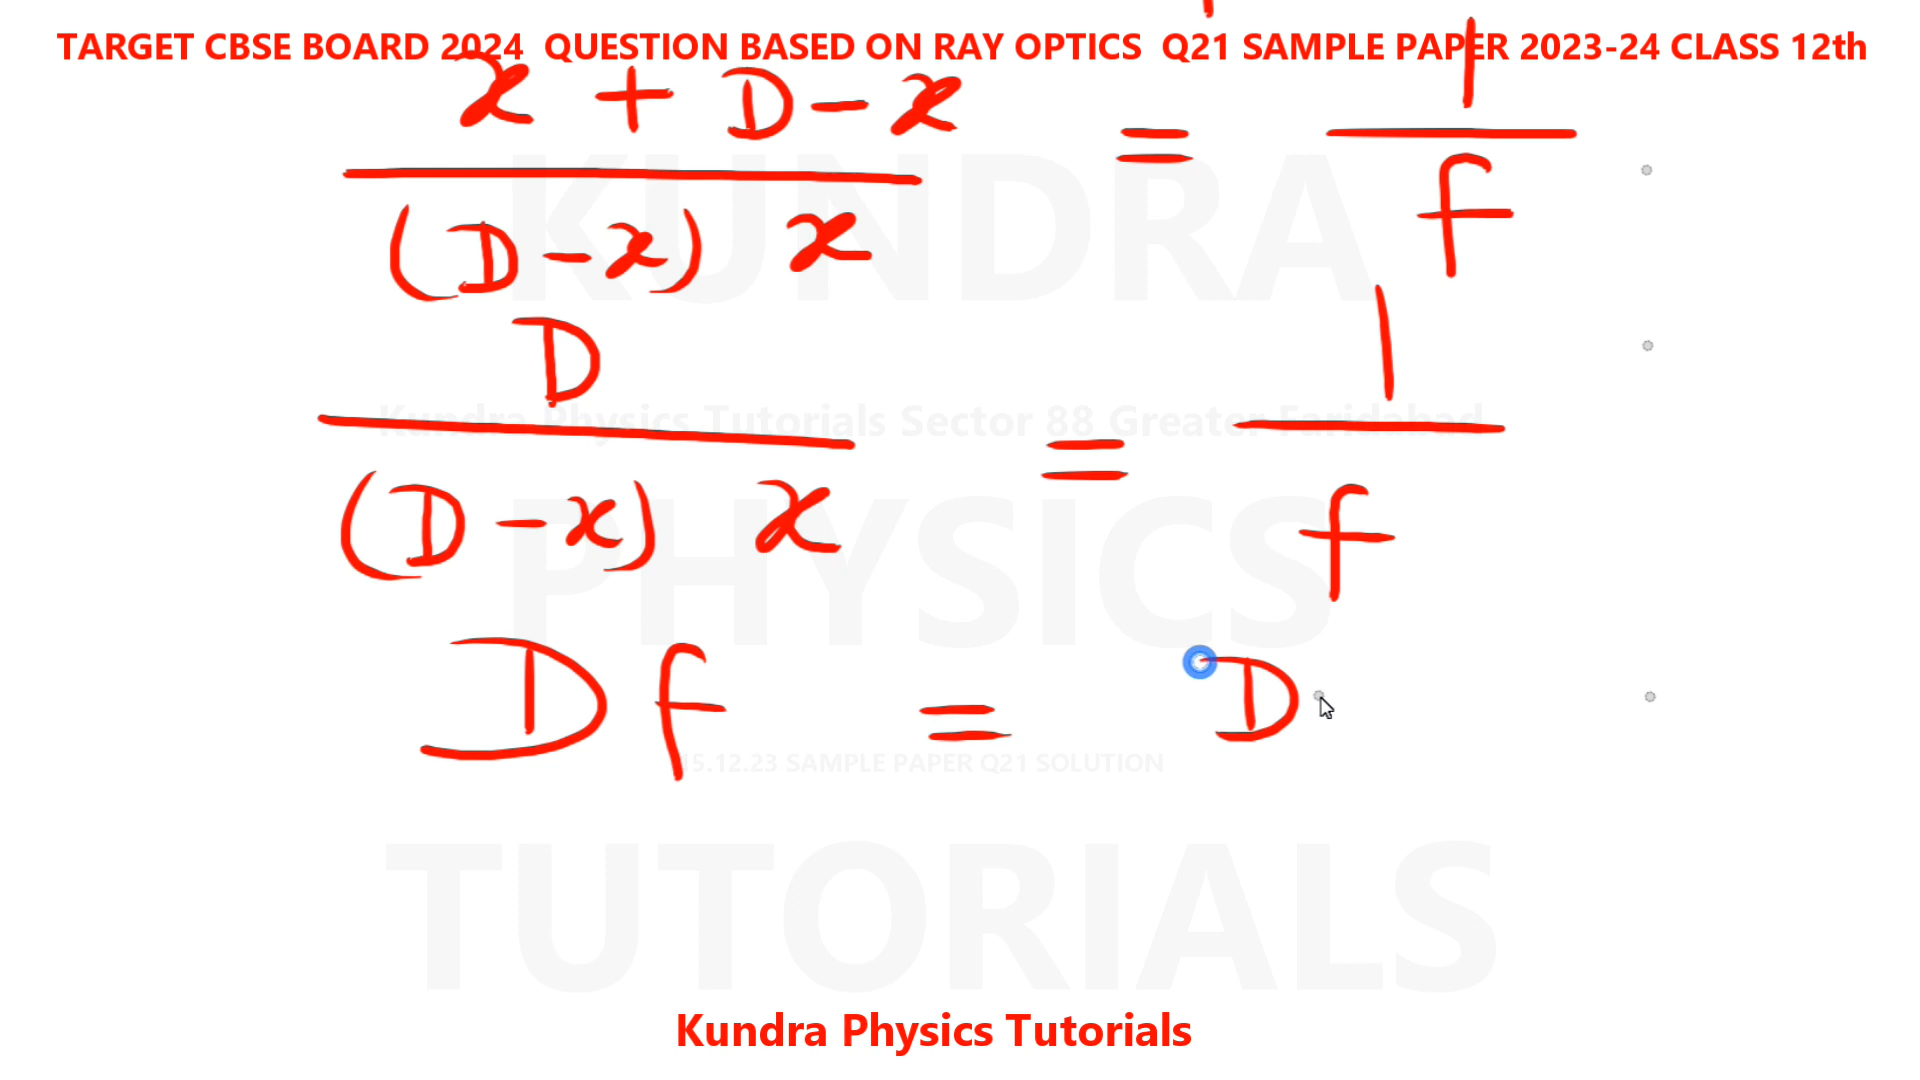 TARGET CBSE BOARD 2024 QUESTION BASED ON RAY OPTICS Q21 SAMPLE PAPER 2023-24 CLASS 12th
x + D - x = 1
(D - x) x f
KUNDRA
D = 1
Kundra Physics Tutorials Sector 88 Greater Faridabad
(D - x) x f
PHYSICS
D f = D
15.12.23 SAMPLE PAPER Q21 SOLUTION
TUTORIALS
Kundra Physics Tutorials